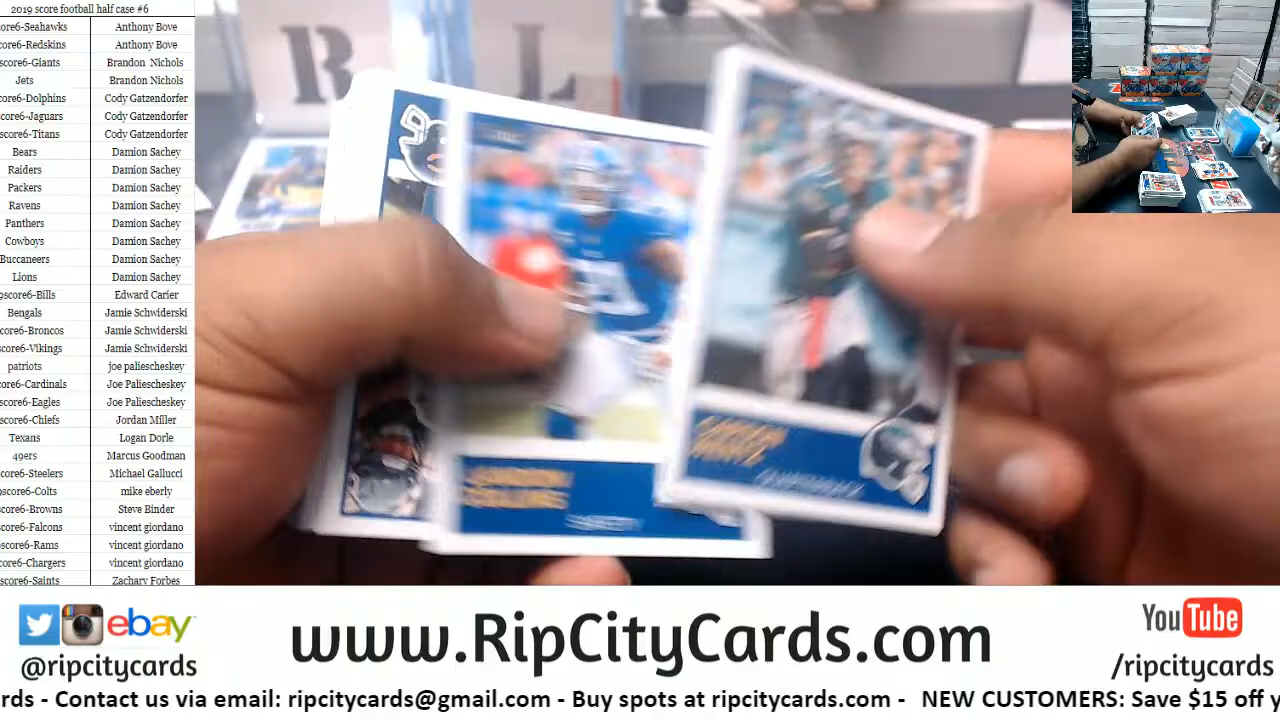 2019 score football half case #6
core6-Seahawks Anthony Bove
core6-Redskins Anthony Bove
core6-Giants Brandon Nichols
Jets Brandon Nichols
core6-Dolphins Cody Gatzendorfer
core6-Jaguars Cody Gatzendorfer
core6-Titans Cody Gatzendorfer
Bears Damion Sachey
Raiders Damion Sachey
Packers Damion Sachey
Ravens Damion Sachey
Panthers Damion Sachey
Cowboys Damion Sachey
Buccaneers Damion Sachey
Lions Damion Sachey
9score6-Bills Edward Carier
Bengals Jamie Schwiderski
core6-Broncos Jamie Schwiderski
core6-Vikings Jamie Schwiderski
patriots joe paliescheskey
core6-Cardinals Joe Paliescheskey
core6-Eagles Joe Paliescheskey
core6-Chiefs Jordan Miller
Texans Logan Dorle
49ers Marcus Goodman
core6-Steelers Michael Gallucci
9score6-Colts mike eberly
core6-Browns Steve Binder
score6-Falcons vincent giordano
score6-Rams vincent giordano
core6-Chargers vincent giordano
score6-Saints Zachary Forbes
R L
ebay
@ripcitycards
www.RipCityCards.com
YouTube
/ripcitycards
rds - Contact us via email: ripcitycards@gmail.com - Buy spots at ripcitycards.com - NEW CUSTOMERS: Save $15 off y